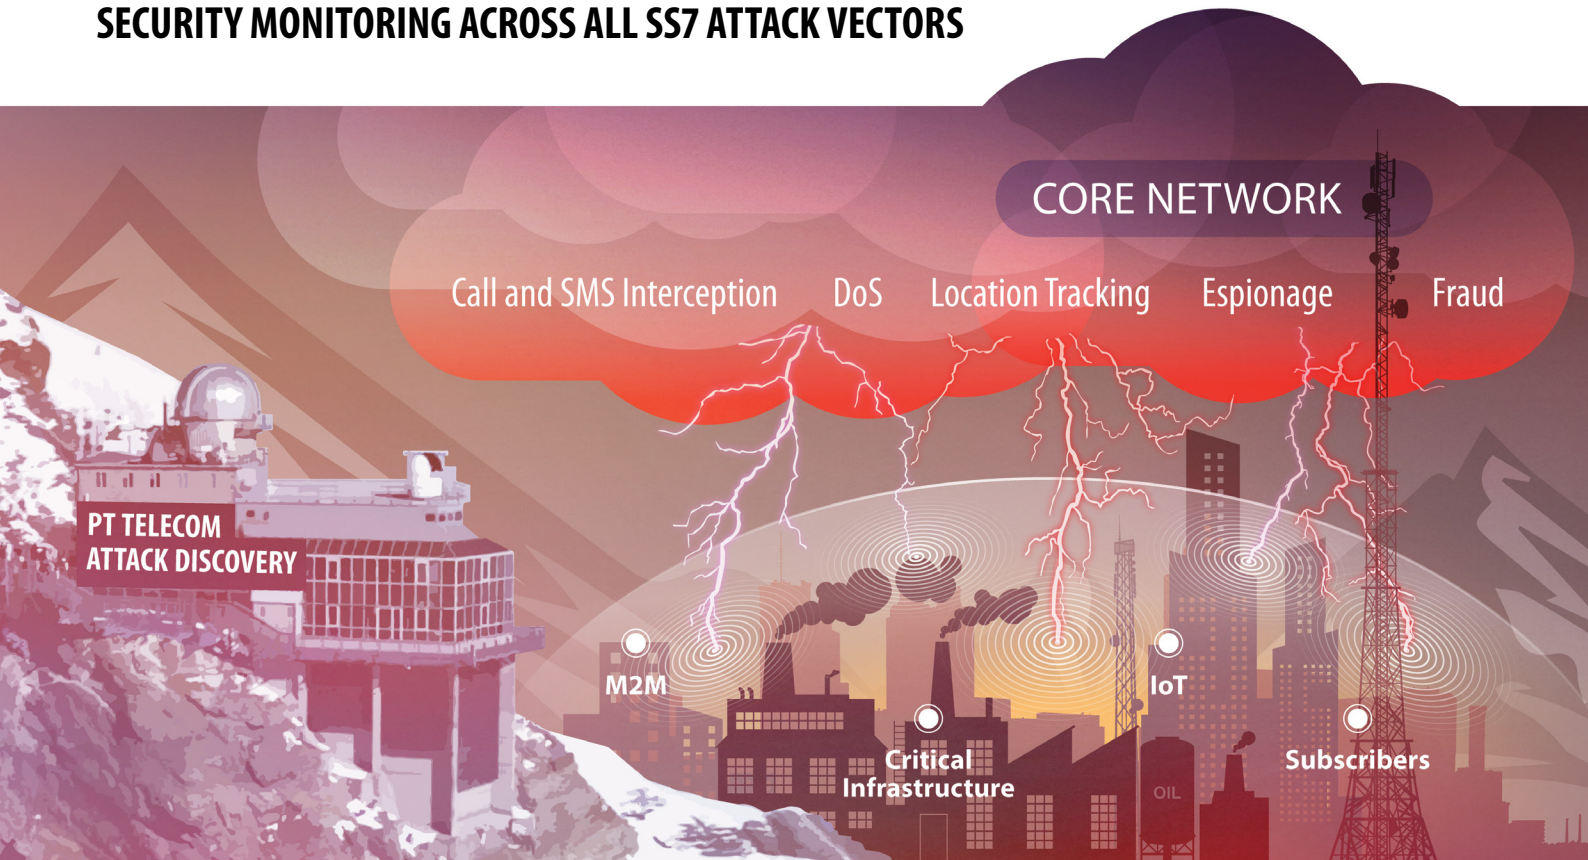 SECURITY MONITORING ACROSS ALL SS7 ATTACK VECTORS
CORE NETWORK
Call and SMS Interception
DoS
Location Tracking
Espionage
Fraud
PT TELECOM
ATTACK DISCOVERY
M2M
IoT
Critical
Infrastructure
Subscribers
OIL